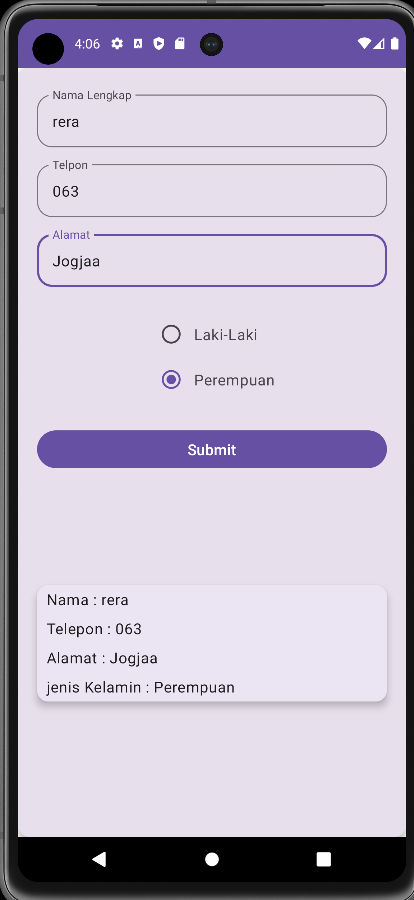 4:06
Nama Lengkap
rera
Telpon
063
Alamat
Jogjaa
Laki-Laki
Perempuan
Submit
Nama : rera
Telepon : 063
Alamat : Jogjaa
jenis Kelamin : Perempuan